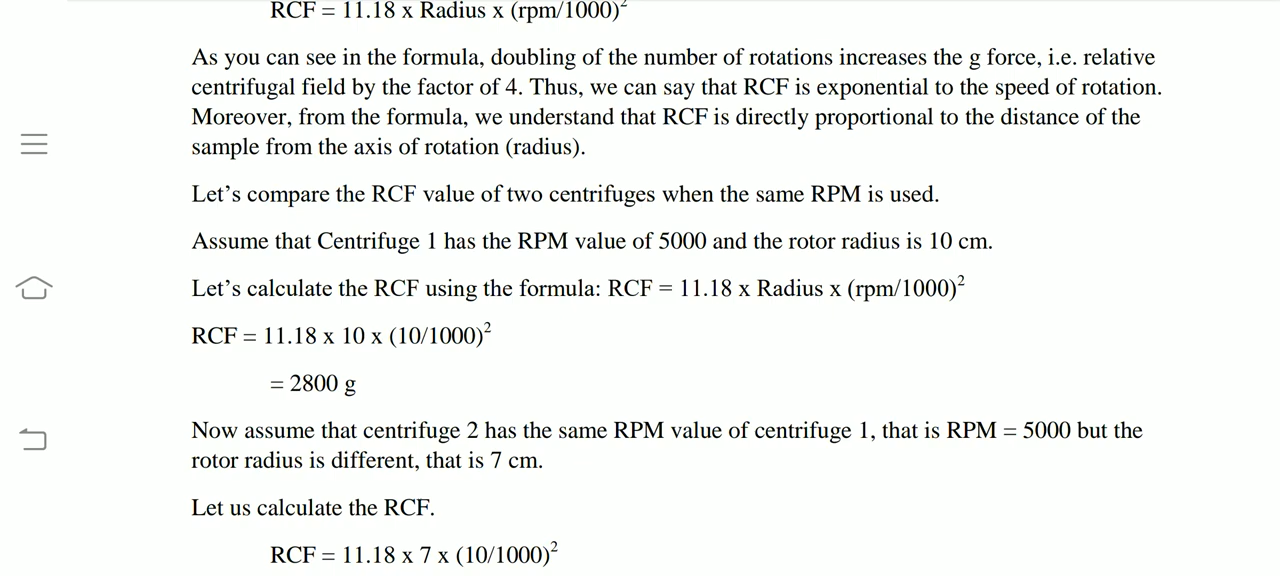 RCF = 11.18 x Radius x (rpm/1000)²
As you can see in the formula, doubling of the number of rotations increases the g force, i.e. relative
centrifugal field by the factor of 4. Thus, we can say that RCF is exponential to the speed of rotation.
Moreover, from the formula, we understand that RCF is directly proportional to the distance of the
sample from the axis of rotation (radius).
Let’s compare the RCF value of two centrifuges when the same RPM is used.
Assume that Centrifuge 1 has the RPM value of 5000 and the rotor radius is 10 cm.
Let’s calculate the RCF using the formula: RCF = 11.18 x Radius x (rpm/1000)²
RCF = 11.18 x 10 x (10/1000)²
= 2800 g
Now assume that centrifuge 2 has the same RPM value of centrifuge 1, that is RPM = 5000 but the
rotor radius is different, that is 7 cm.
Let us calculate the RCF.
RCF = 11.18 x 7 x (10/1000)²